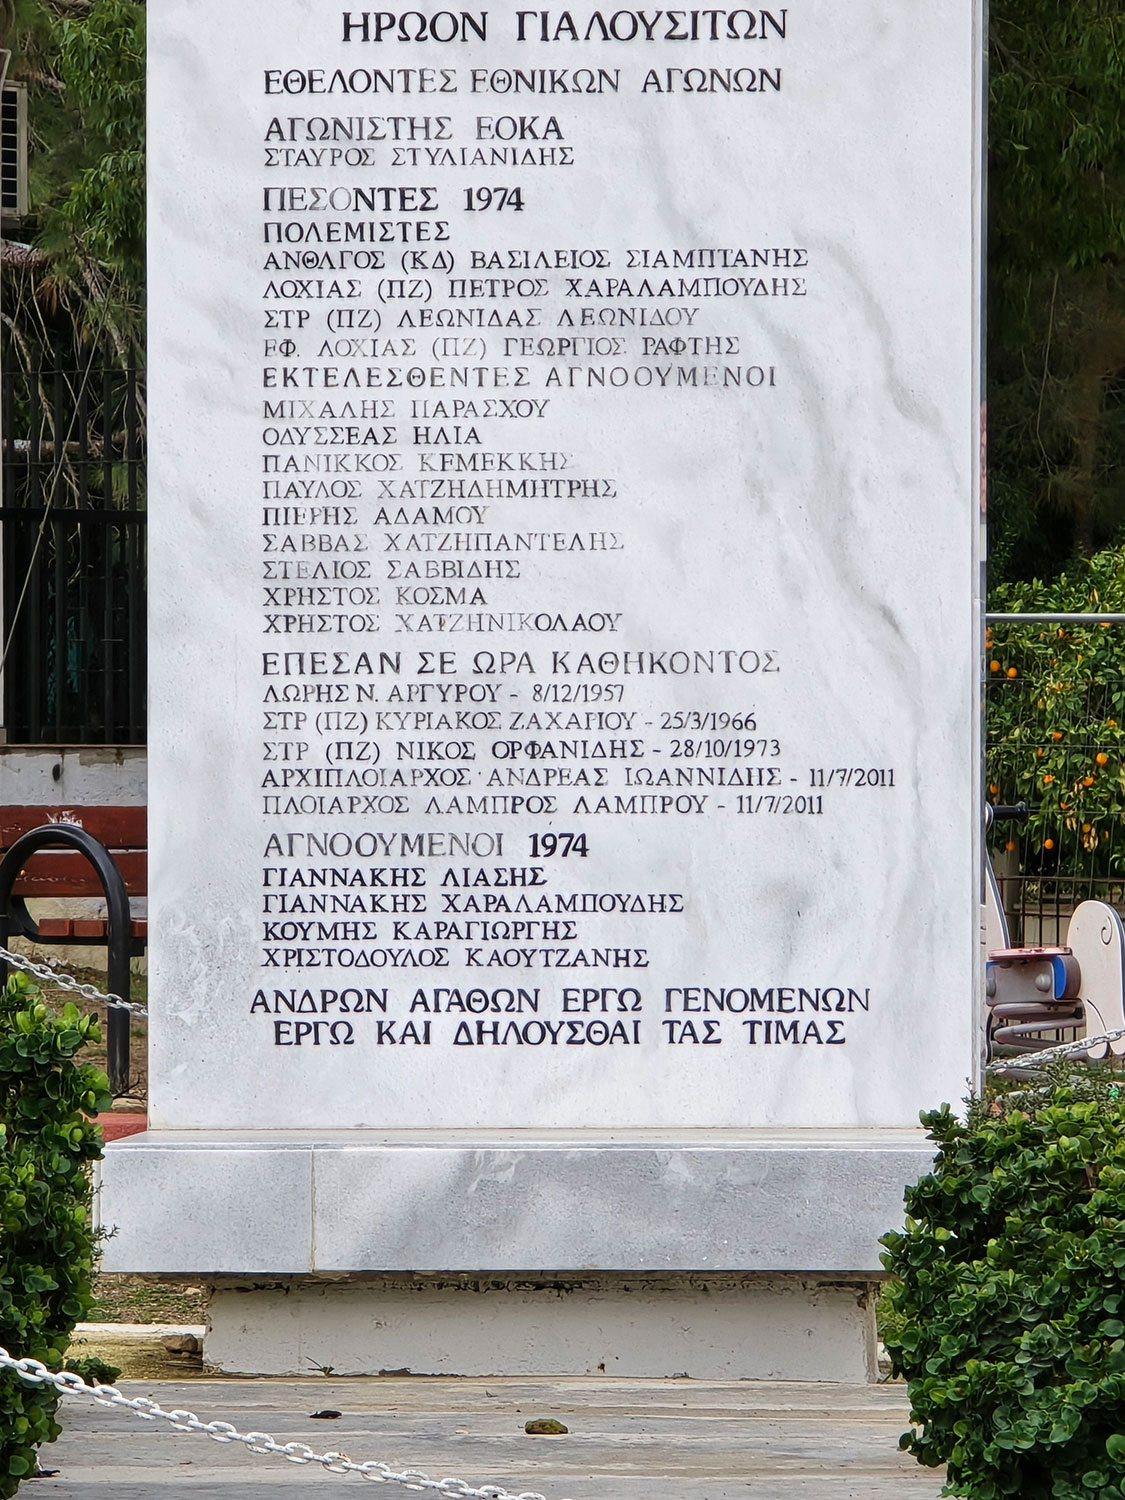 ΗΡΩΟΝ ΓΙΑΛΟΥΣΙΤΩΝ
ΕΘΕΛΟΝΤΕΣ ΕΘΝΙΚΩΝ ΑΓΩΝΩΝ
ΑΓΩΝΙΣΤΗΣ ΕΟΚΑ
ΣΤΑΥΡΟΣ ΣΤΥΛΙΑΝΙΔΗΣ
ΠΕΣΟΝΤΕΣ 1974
ΠΟΛΕΜΙΣΤΕΣ
ΑΝΘΛΓΟΣ (ΚΔ) ΒΑΣΙΛΕΙΟΣ ΣΙΑΜΠΤΑΝΗΣ
ΛΟΧΙΑΣ (ΠΖ) ΠΕΤΡΟΣ ΧΑΡΑΛΑΜΠΟΥΔΗΣ
ΣΤΡ (ΠΖ) ΛΕΩΝΙΔΑΣ ΛΕΩΝΙΔΟΥ
ΕΦ. ΛΟΧΙΑΣ (ΠΖ) ΓΕΩΡΓΙΟΣ ΡΑΦΤΗΣ
ΕΚΤΕΛΕΣΘΕΝΤΕΣ ΑΓΝΟΟΥΜΕΝΟΙ
ΜΙΧΑΛΗΣ ΠΑΡΑΣΧΟΥ
ΟΔΥΣΣΕΑΣ ΗΛΙΑ
ΠΑΝΙΚΚΟΣ ΚΕΜΕΚΚΗΣ
ΠΑΥΛΟΣ ΧΑΤΖΗΔΗΜΗΤΡΗΣ
ΠΙΕΡΗΣ ΑΔΑΜΟΥ
ΣΑΒΒΑΣ ΧΑΤΖΗΠΑΝΤΕΛΗΣ
ΣΤΕΛΙΟΣ ΣΑΒΒΙΔΗΣ
ΧΡΗΣΤΟΣ ΚΟΣΜΑ
ΧΡΗΣΤΟΣ ΧΑΤΖΗΝΙΚΟΛΑΟΥ
ΕΠΕΣΑΝ ΣΕ ΩΡΑ ΚΑΘΗΚΟΝΤΟΣ
ΛΩΡΗΣ Ν. ΑΡΓΥΡΟΥ - 8/12/1957
ΣΤΡ (ΠΖ) ΚΥΡΙΑΚΟΣ ΖΑΧΑΡΙΟΥ - 25/3/1966
ΣΤΡ (ΠΖ) ΝΙΚΟΣ ΟΡΦΑΝΙΔΗΣ - 28/10/1973
ΑΡΧΙΠΛΟΙΑΡΧΟΣ ΑΝΔΡΕΑΣ ΙΩΑΝΝΙΔΗΣ - 11/7/2011
ΠΛΟΙΑΡΧΟΣ ΛΑΜΠΡΟΣ ΛΑΜΠΡΟΥ - 11/7/2011
ΑΓΝΟΟΥΜΕΝΟΙ 1974
ΓΙΑΝΝΑΚΗΣ ΛΙΑΣΗΣ
ΓΙΑΝΝΑΚΗΣ ΧΑΡΑΛΑΜΠΟΥΔΗΣ
ΚΟΥΜΗΣ ΚΑΡΑΓΙΩΡΓΗΣ
ΧΡΙΣΤΟΔΟΥΛΟΣ ΚΑΟΥΤΖΑΝΗΣ
ΑΝΔΡΩΝ ΑΓΑΘΩΝ ΕΡΓΩ ΓΕΝΟΜΕΝΩΝ
ΕΡΓΩ ΚΑΙ ΔΗΛΟΥΣΘΑΙ ΤΑΣ ΤΙΜΑΣ